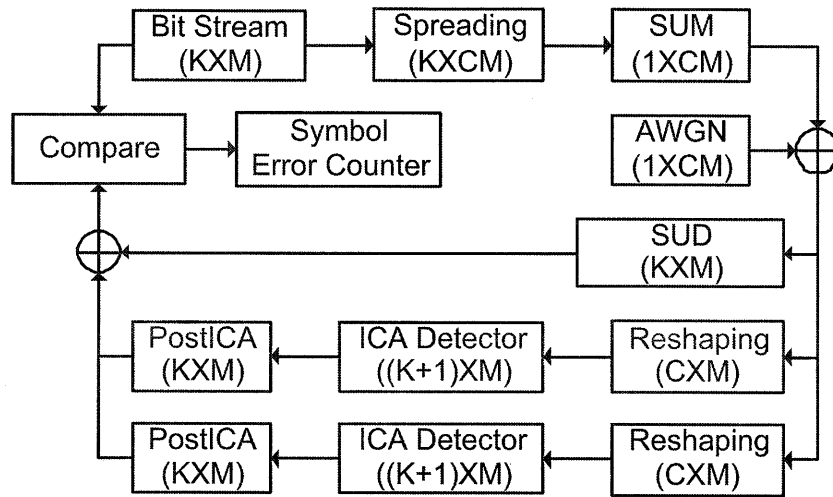 Bit Stream
(KXM)
Spreading
(KXCM)
SUM
(1XCM)
Compare
Symbol
Error Counter
AWGN
(1XCM)
SUD
(KXM)
PostICA
(KXM)
ICA Detector
((K+1)XM)
Reshaping
(CXM)
PostICA
(KXM)
ICA Detector
((K+1)XM)
Reshaping
(CXM)